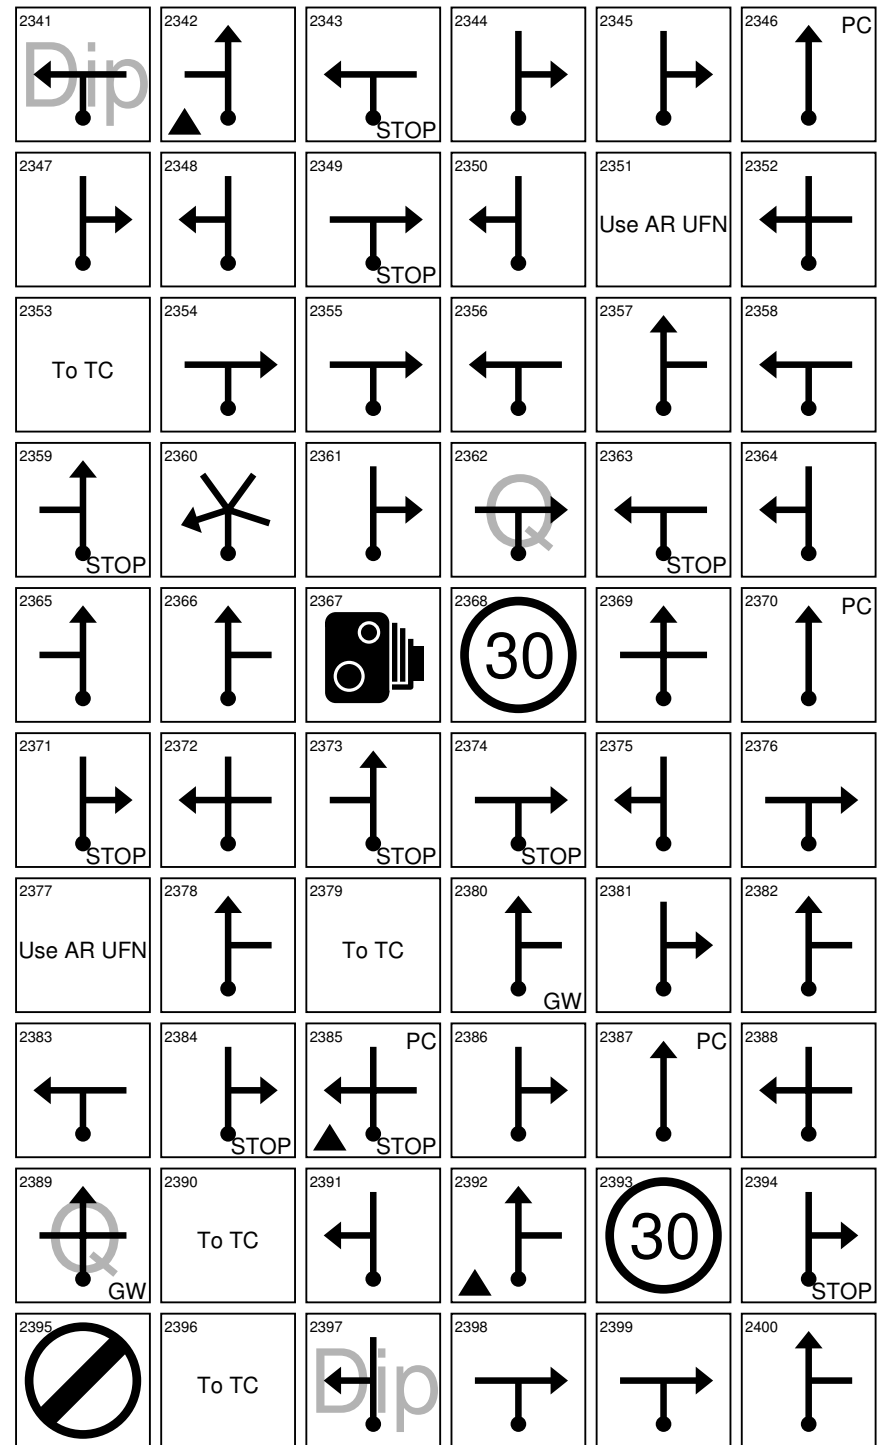 2341 Dip
2342
2343 STOP
2344
2345
2346 PC
2347
2348
2349 STOP
2350
2351 Use AR UFN
2352
2353 To TC
2354
2355
2356
2357
2358
2359 STOP
2360
2361
2362 Q
2363 STOP
2364
2365
2366
2367
2368 30
2369
2370 PC
2371 STOP
2372
2373 STOP
2374 STOP
2375
2376
2377 Use AR UFN
2378
2379 To TC
2380 GW
2381
2382
2383
2384 STOP
2385 PC STOP
2386
2387 PC
2388
2389 Q GW
2390 To TC
2391
2392
2393 30
2394 STOP
2395
2396 To TC
2397 Dip
2398
2399
2400